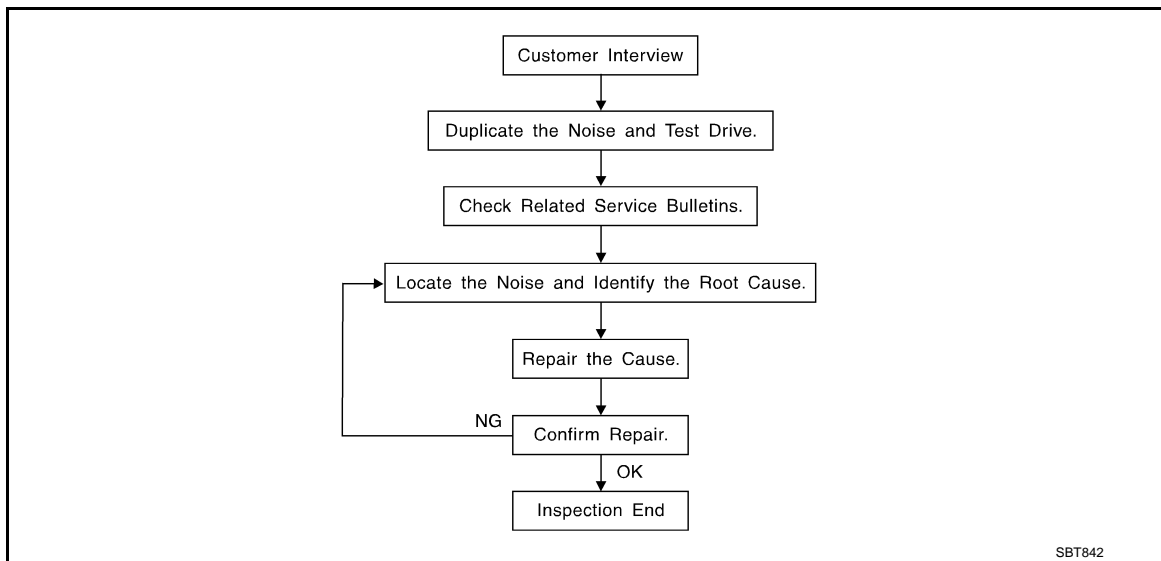 Customer Interview
Duplicate the Noise and Test Drive.
Check Related Service Bulletins.
Locate the Noise and Identify the Root Cause.
Repair the Cause.
NG
Confirm Repair.
OK
Inspection End
SBT842